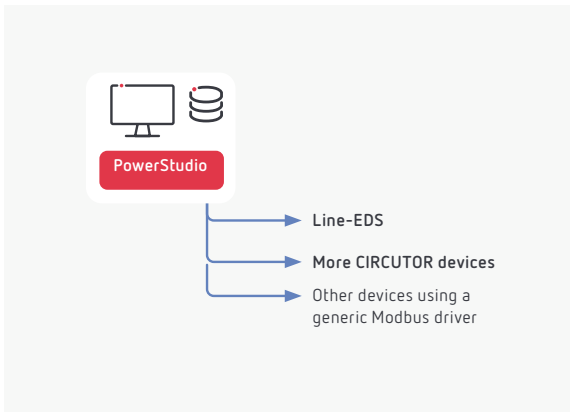 PowerStudio
Line-EDS
More CIRCUTOR devices
Other devices using a
generic Modbus driver